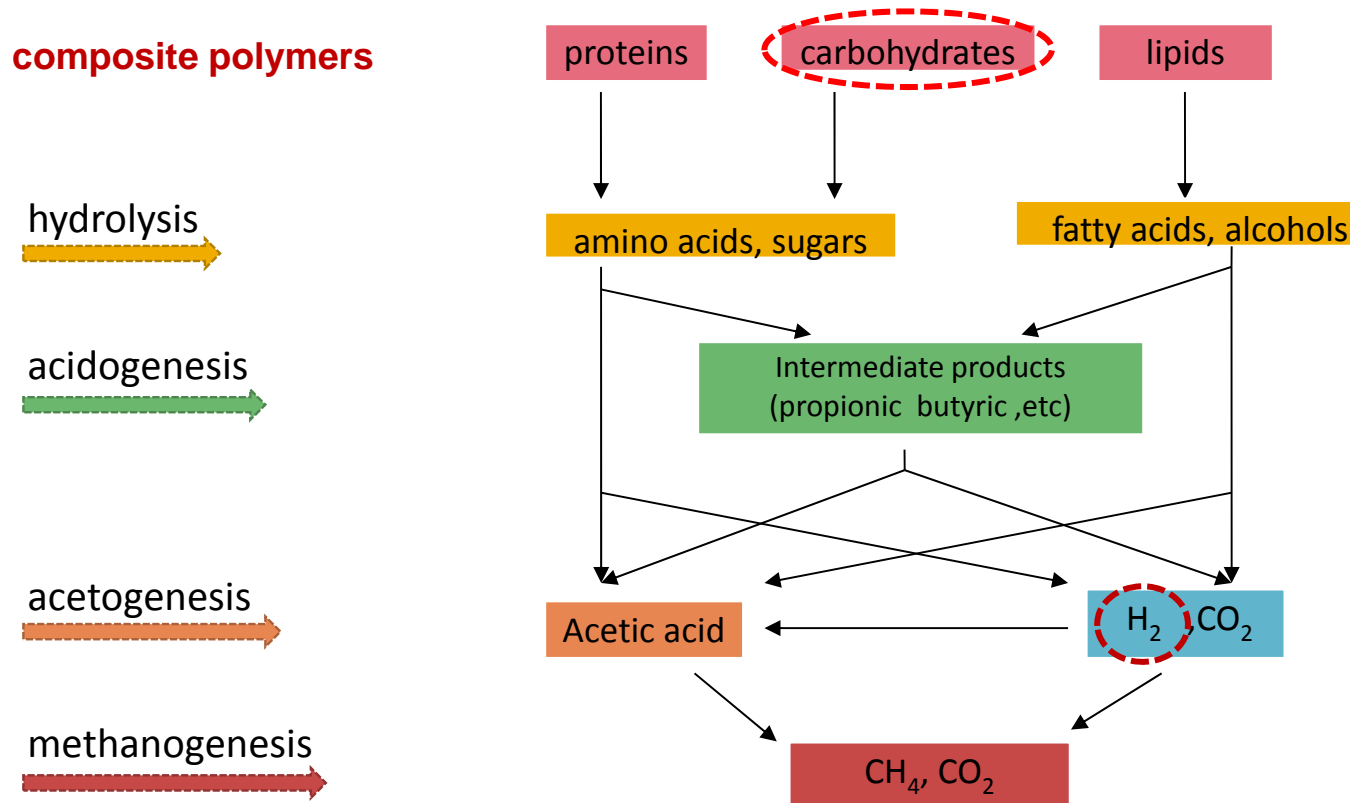 composite polymers
proteins
carbohydrates
lipids
hydrolysis
amino acids, sugars
fatty acids, alcohols
acidogenesis
Intermediate products
(propionic  butyric ,etc)
acetogenesis
Acetic acid
H₂ ,CO₂
methanogenesis
CH₄, CO₂